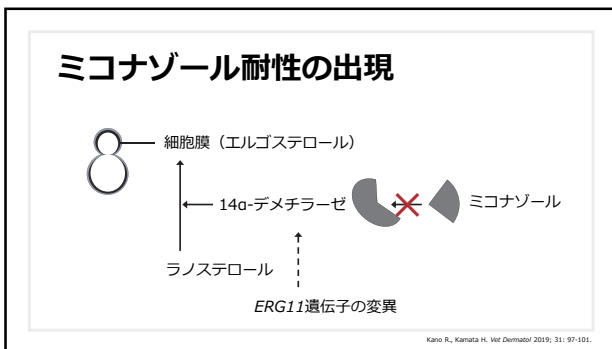 ミコナゾール耐性の出現
細胞膜（エルゴステロール）
14α-デメチラーゼ
ミコナゾール
ラノステロール
ERG11遺伝子の変異
Kano R., Kamata H. Vet Dermatol 2019; 31: 97-101.